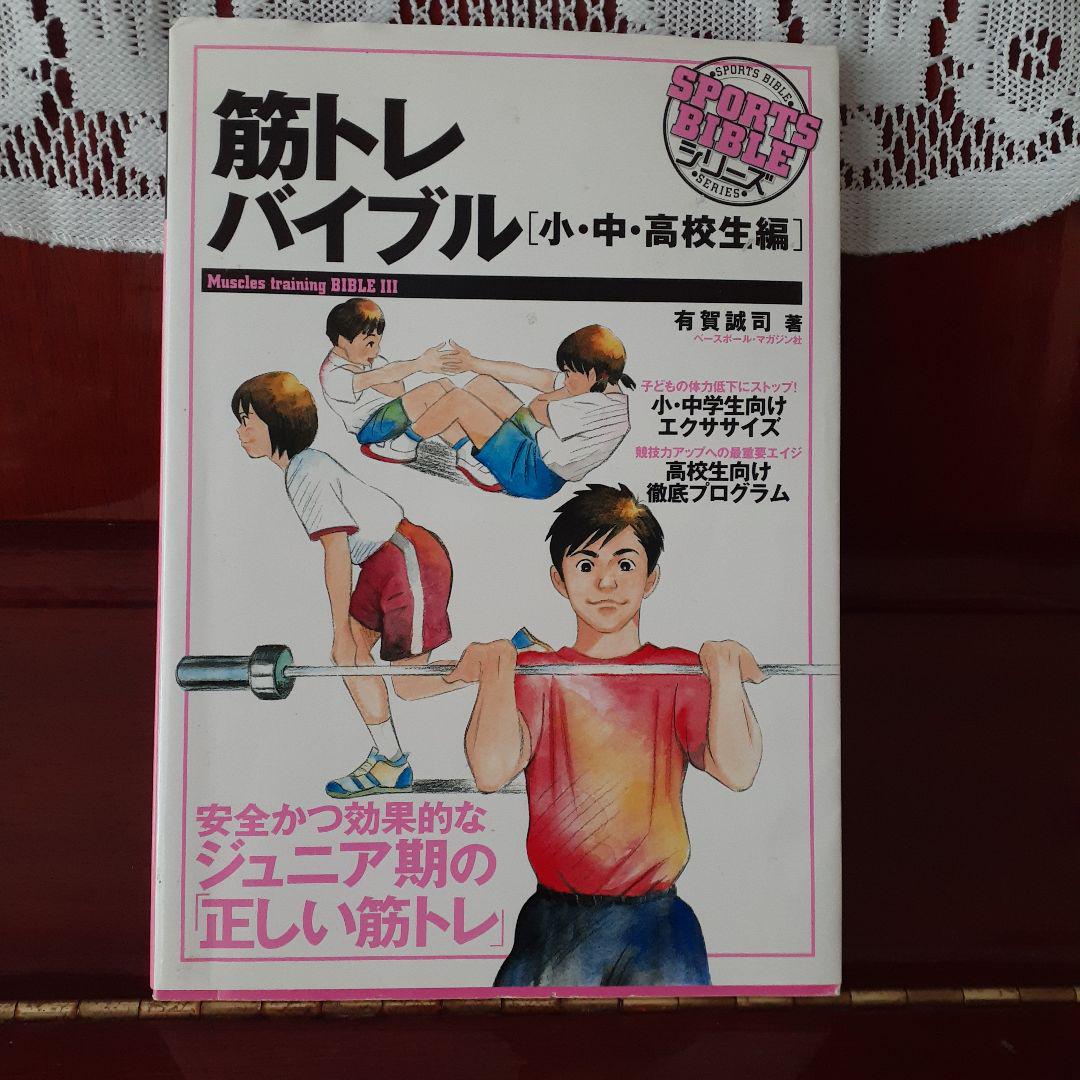 筋トレ
バイブル[小・中・高校生編]
SPORTS BIBLE
SPORTS
BIBLE
シリーズ
SERIES
Muscles training BIBLE III
有賀誠司 著
ベースボール・マガジン社
子どもの体力低下にストップ!
小・中学生向け
エクササイズ
競技力アップへの最重要エイジ
高校生向け
徹底プログラム
安全かつ効果的な
ジュニア期の
「正しい筋トレ」